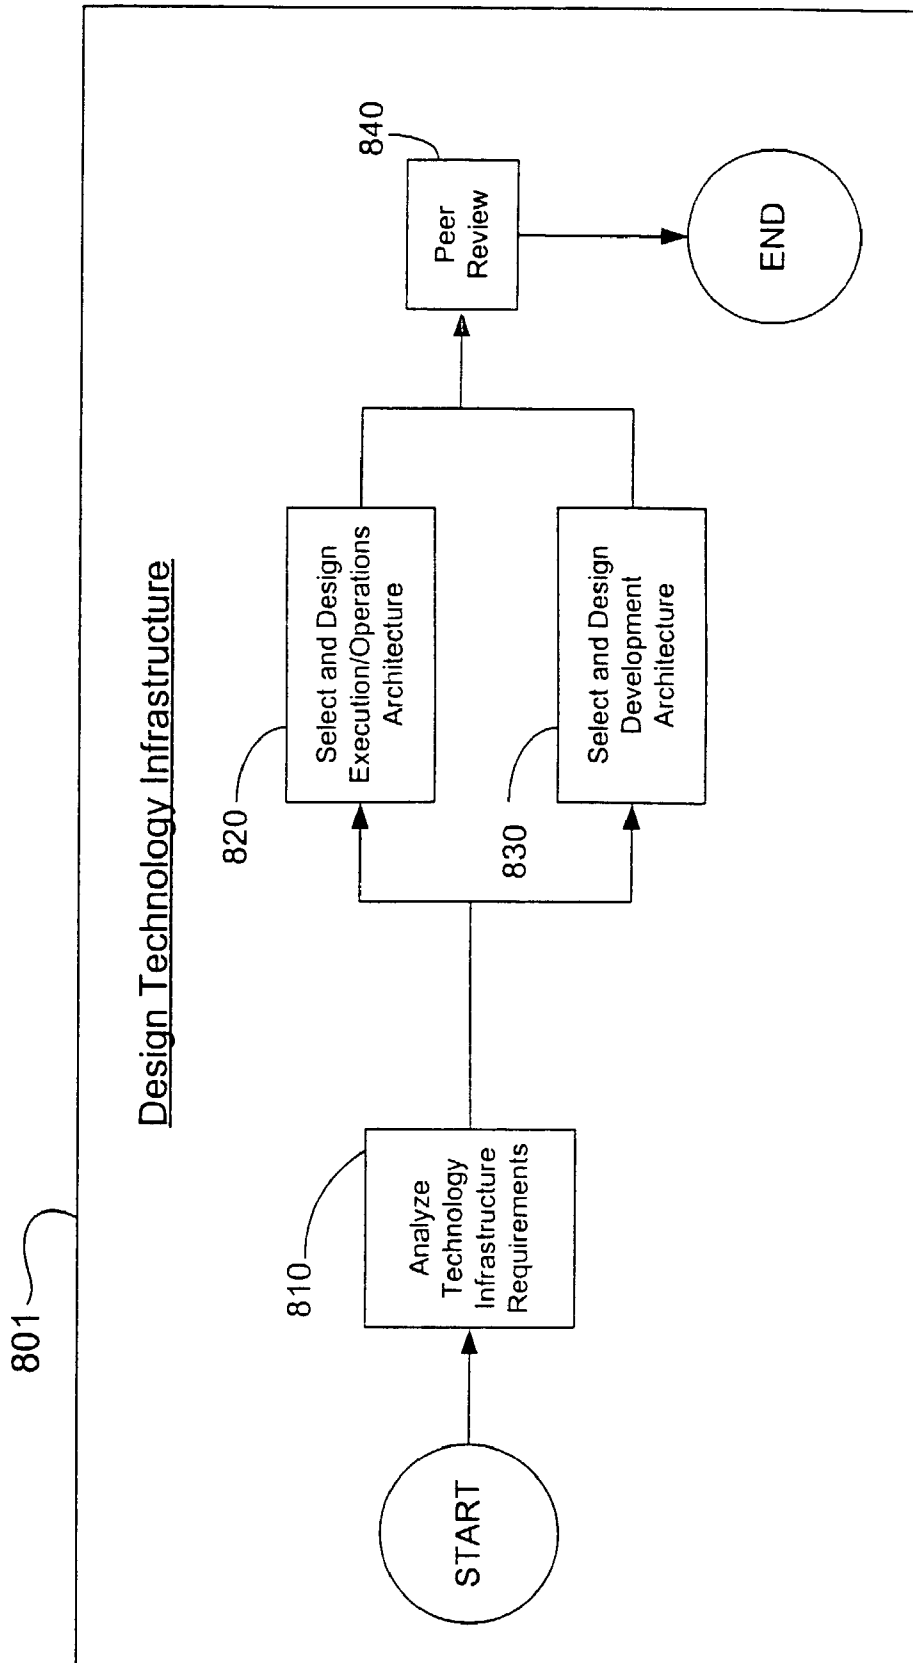 801
Design Technology Infrastructure
START
810
Analyze
Technology
Infrastructure
Requirements
820
Select and Design
Execution/Operations
Architecture
830
Select and Design
Development
Architecture
840
Peer
Review
END